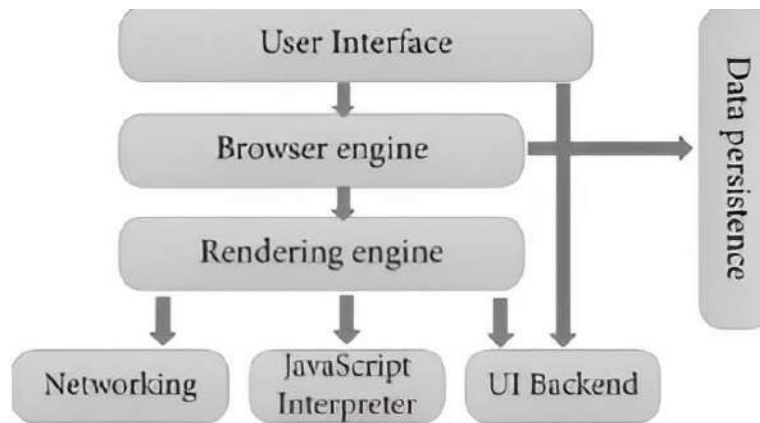 User Interface
Browser engine
Rendering engine
Networking
JavaScript
Interpreter
UI Backend
Data persistence